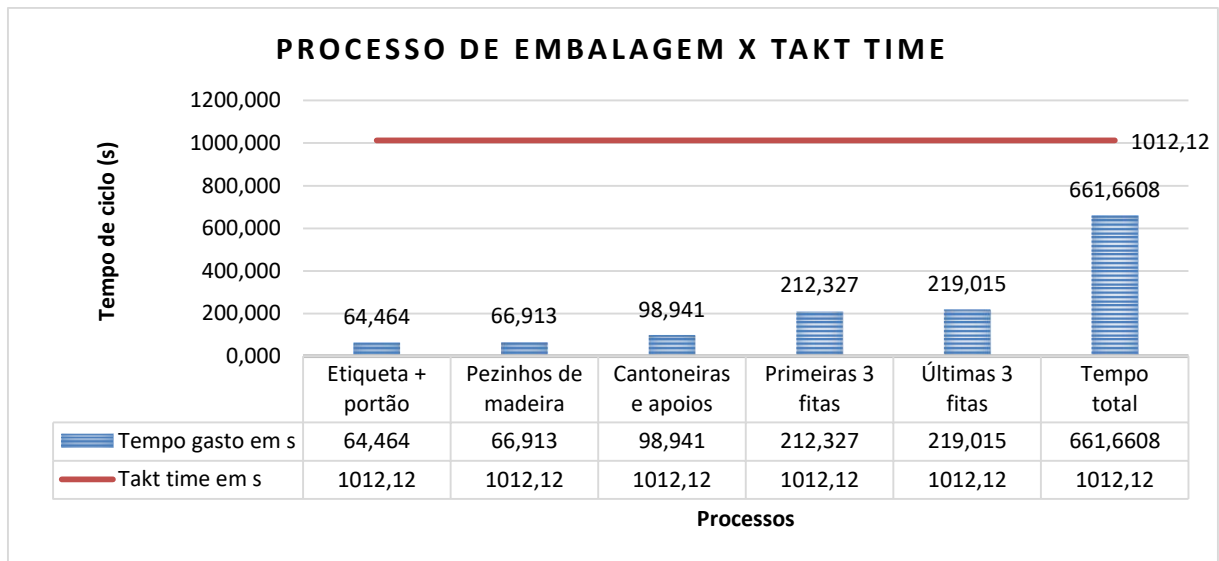 PROCESSO DE EMBALAGEM X TAKT TIME
Tempo de ciclo (s)
1200,000
1000,000
800,000
600,000
400,000
200,000
0,000
1012,12
64,464
66,913
98,941
212,327
219,015
661,6608
Etiqueta +
portão
Pezinhos de
madeira
Cantoneiras
e apoios
Primeiras 3
fitas
Últimas 3
fitas
Tempo
total
Tempo gasto em s 64,464 66,913 98,941 212,327 219,015 661,6608
Takt time em s 1012,12 1012,12 1012,12 1012,12 1012,12 1012,12
Processos